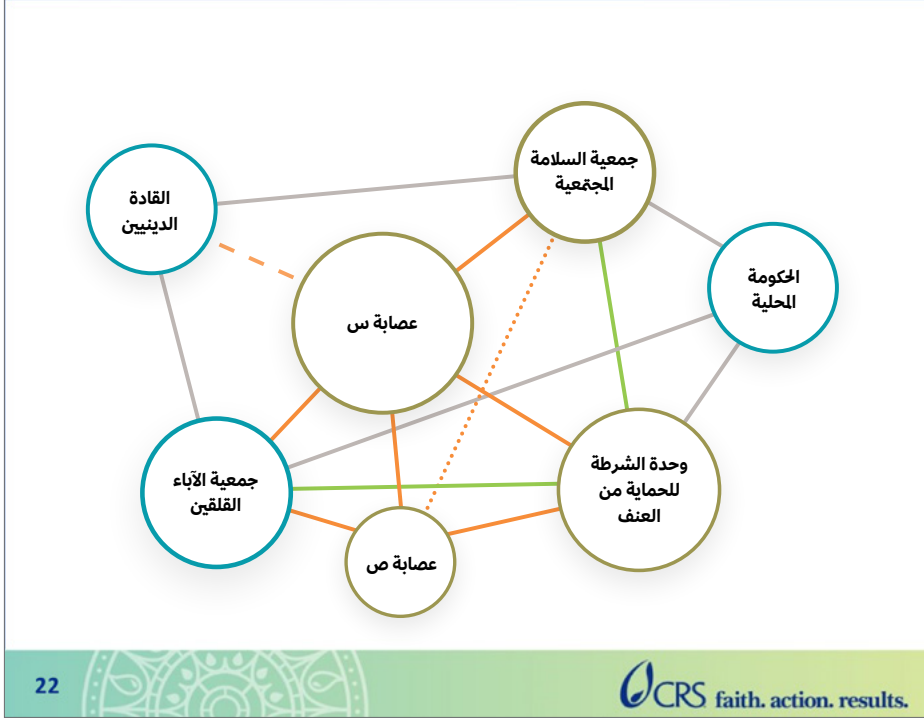 جمعية السلامة
المجتمعية
القادة
الدينيين
الحكومة
المحلية
عصابة س
وحدة الشرطة
للحماية من
العنف
جمعية الآباء
القلقين
عصابة ص
22
CRS faith. action. results.